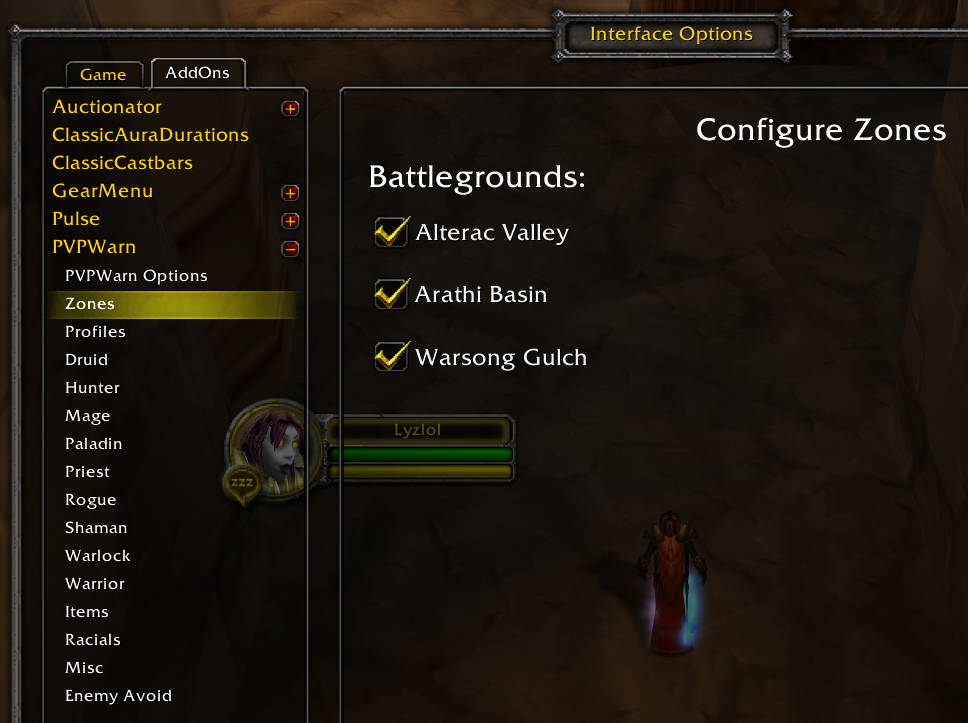 Interface Options
Game
AddOns
Auctionator
ClassicAuraDurations
ClassicCastbars
GearMenu
Pulse
PVPWarn
PVPWarn Options
Zones
Profiles
Druid
Hunter
Mage
Paladin
Priest
Rogue
Shaman
Warlock
Warrior
Items
Racials
Misc
Enemy Avoid
Configure Zones
Battlegrounds:
Alterac Valley
Arathi Basin
Warsong Gulch
Lyzlol
zzz